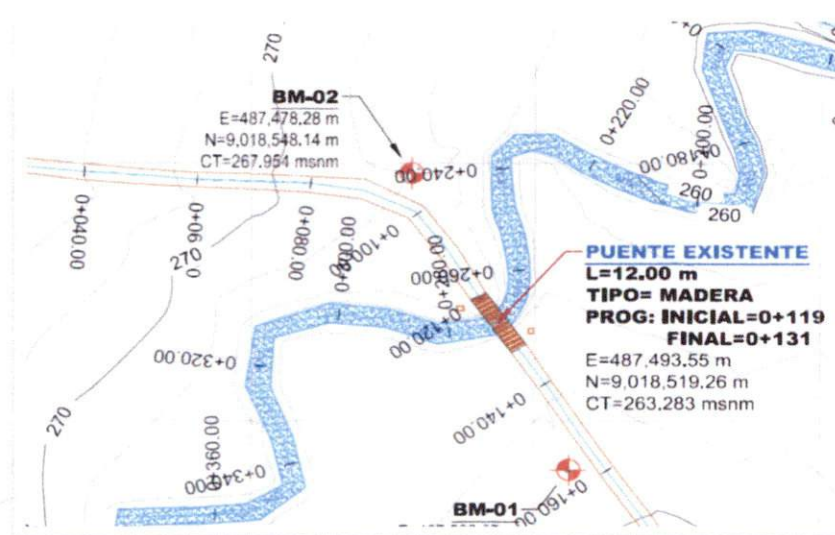 270
BM-02
E=487,478.28 m
N=9,018,548.14 m
CT=267.954 msnm
0+240.00
0+220.00
0+200.00
0+180.00
260
260
0+040.00
0+06.0
0+080.00
0+100.00
270
0+260.00
0+120.00
PUENTE EXISTENTE
L=12.00 m
TIPO= MADERA
PROG: INICIAL=0+119
FINAL=0+131
E=487,493.55 m
N=9,018,519.26 m
CT=263.283 msnm
0+320.00
0+140.00
270
0+360.00
0+340.00
0+160.00
BM-01